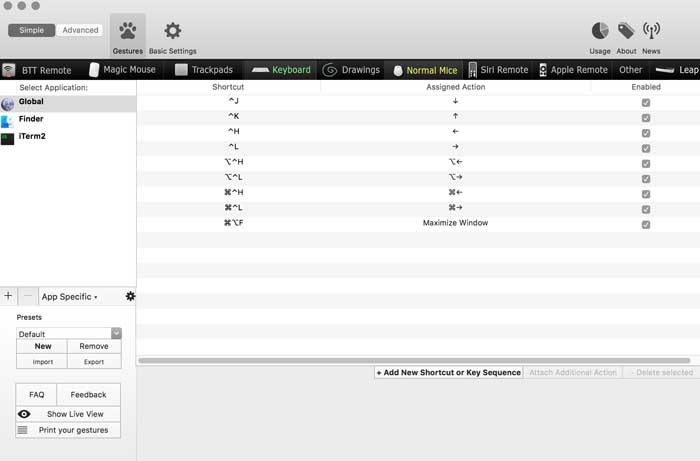 Simple Advanced
Gestures Basic Settings Usage About News
BTT Remote Magic Mouse Trackpads Keyboard Drawings Normal Mice Siri Remote Apple Remote Other Leap
Select Application: Shortcut Assigned Action Enabled
Global
Finder
iTerm2
^J ↓
^K ↑
^H ←
^L →
⌥^H ⌥←
⌥^L ⌥→
⌘^H ⌘←
⌘^L ⌘→
⌘⌥F Maximize Window
+ − App Specific
Presets
Default
New Remove
Import Export
+ Add New Shortcut or Key Sequence Attach Additional Action - Delete selected
FAQ Feedback
Show Live View
Print your gestures